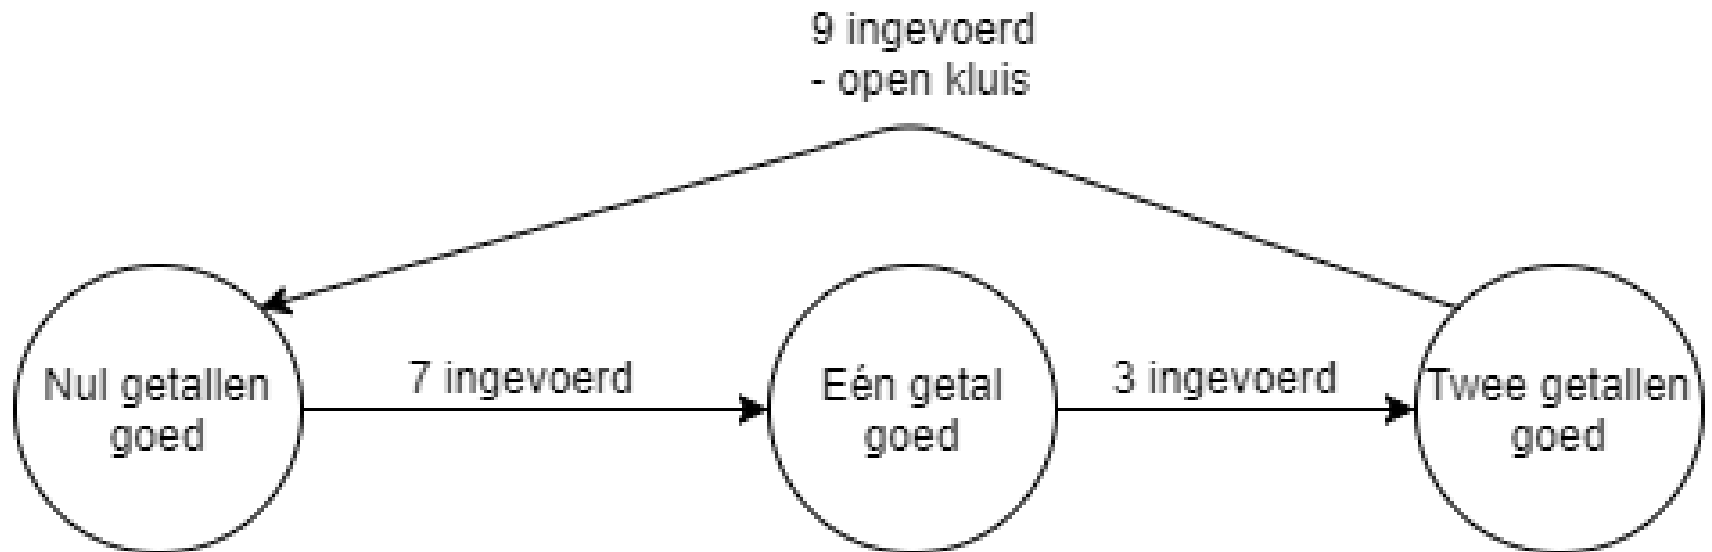 9 ingevoerd
- open kluis
Nul getallen
goed
7 ingevoerd
Eén getal
goed
3 ingevoerd
Twee getallen
goed